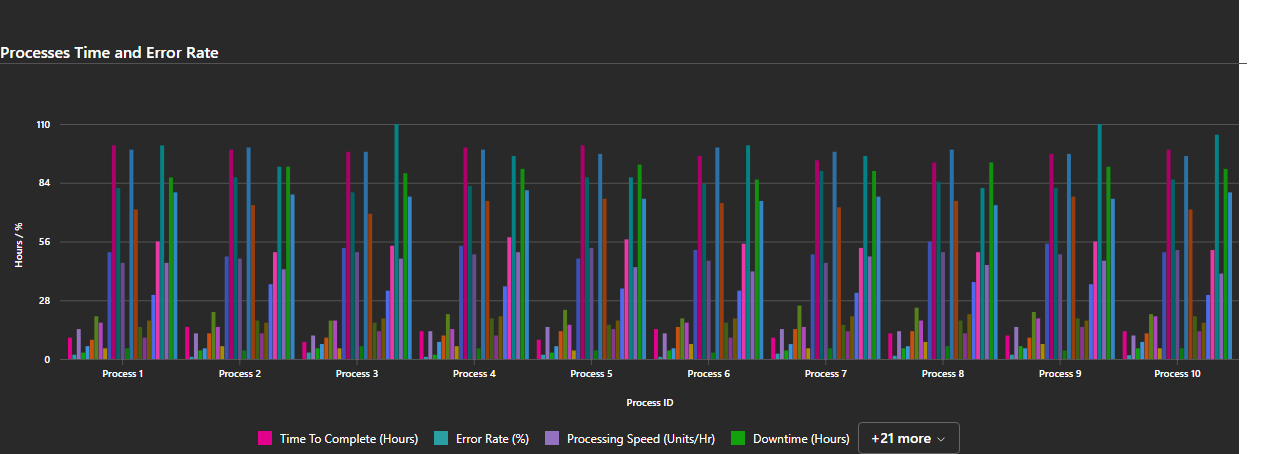 Processes Time and Error Rate
110
84
56
28
0
Hours / %
Process 1 Process 2 Process 3 Process 4 Process 5 Process 6 Process 7 Process 8 Process 9 Process 10
Process ID
Time To Complete (Hours) Error Rate (%) Processing Speed (Units/Hr) Downtime (Hours) +21 more